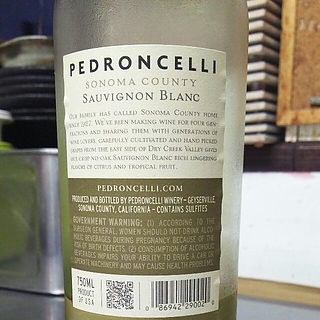 PEDRONCELLI
SONOMA COUNTY
SAUVIGNON BLANC
OUR FAMILY HAS CALLED SONOMA COUNTY HOME
SINCE 1927. WE'VE BEEN MAKING WINE FOR FOUR GEN-
ERATIONS AND SHARING THEM WITH GENERATIONS OF
WINE LOVERS. CAREFULLY CULTIVATED AND HAND PICKED
GRAPES FROM THE EAST SIDE OF DRY CREEK VALLEY GIVES
OUR CRISP NO OAK SAUVIGNON BLANC RICH LINGERING
FLAVORS OF CITRUS AND TROPICAL FRUIT.
PEDRONCELLI.COM
PRODUCED AND BOTTLED BY PEDRONCELLI WINERY – GEYSERVILLE,
SONOMA COUNTY, CALIFORNIA – CONTAINS SULFITES
GOVERNMENT WARNING: (1) ACCORDING TO THE
SURGEON GENERAL, WOMEN SHOULD NOT DRINK ALCO-
HOLIC BEVERAGES DURING PREGNANCY BECAUSE OF THE
RISK OF BIRTH DEFECTS. (2) CONSUMPTION OF ALCOHOLIC
BEVERAGES IMPAIRS YOUR ABILITY TO DRIVE A CAR OR
OPERATE MACHINERY AND MAY CAUSE HEALTH PROBLEMS.
750ML
PRODUCT
OF USA
0 86942 29002